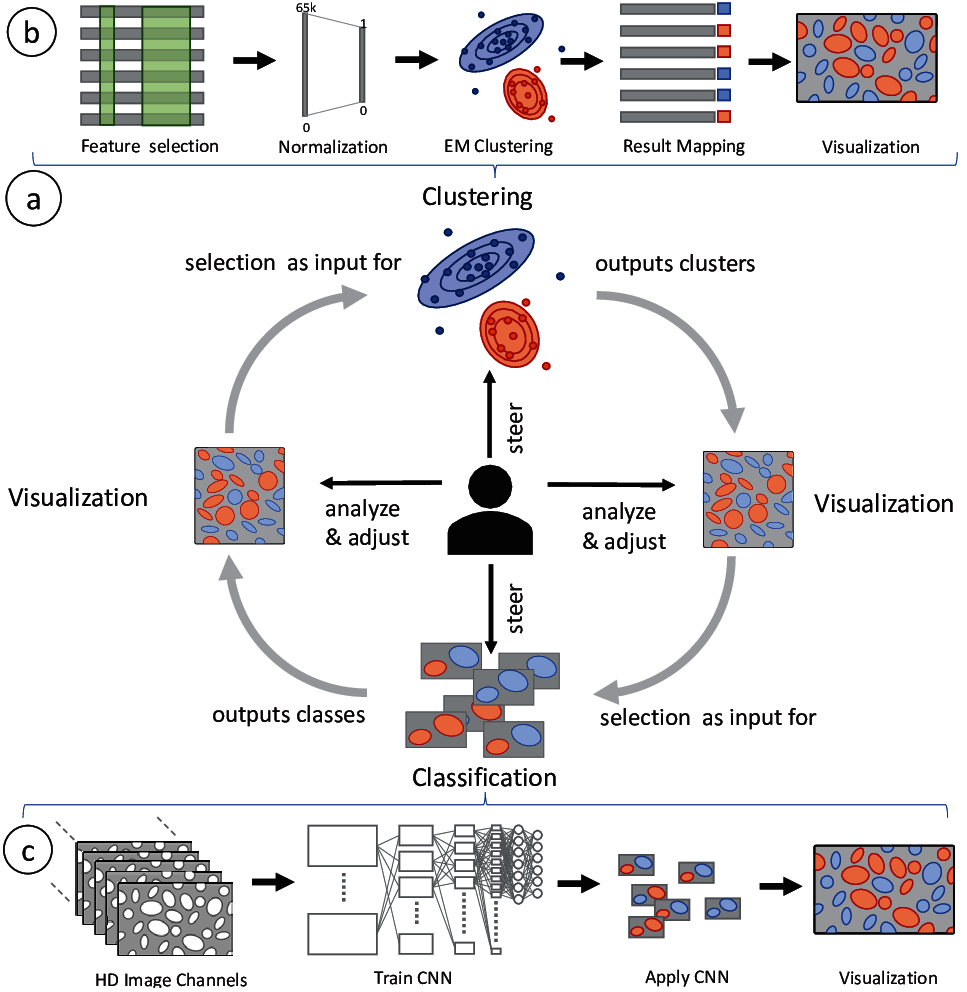 b
65k
1
0
0
Feature selection
Normalization
EM Clustering
Result Mapping
Visualization
a
Clustering
selection as input for
outputs clusters
steer
Visualization
analyze
& adjust
analyze
& adjust
Visualization
steer
outputs classes
selection as input for
Classification
c
HD Image Channels
Train CNN
Apply CNN
Visualization